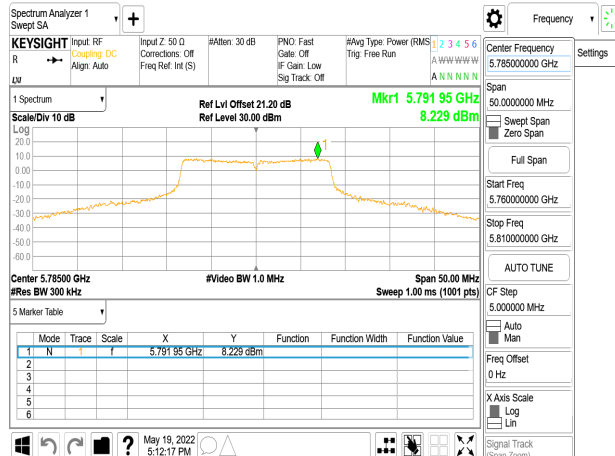 Spectrum Analyzer 1
Swept SA
Frequency
KEYSIGHT
R
LXI
Input: RF
Coupling: DC
Align: Auto
Input Z: 50 Ω
Corrections: Off
Freq Ref: Int (S)
#Atten: 30 dB
PNO: Fast
Gate: Off
IF Gain: Low
Sig Track: Off
#Avg Type: Power (RMS
Trig: Free Run
1 2 3 4 5 6
A W W W W W
A N N N N N
Settings
1 Spectrum
Scale/Div 10 dB
Ref Lvl Offset 21.20 dB
Ref Level 30.00 dBm
Mkr1 5.791 95 GHz
8.229 dBm
Log
20.0
10.0
0.00
-10.0
-20.0
-30.0
-40.0
-50.0
-60.0
1
Center 5.78500 GHz
#Res BW 300 kHz
#Video BW 1.0 MHz
Span 50.00 MHz
Sweep 1.00 ms (1001 pts)
5 Marker Table
Mode Trace Scale X Y Function Function Width Function Value
1 N 1 f 5.791 95 GHz 8.229 dBm
2
3
4
5
6
May 19, 2022
5:12:17 PM
Center Frequency
5.785000000 GHz
Span
50.0000000 MHz
Swept Span
Zero Span
Full Span
Start Freq
5.760000000 GHz
Stop Freq
5.810000000 GHz
AUTO TUNE
CF Step
5.000000 MHz
Auto
Man
Freq Offset
0 Hz
X Axis Scale
Log
Lin
Signal Track
(Span Zoom)